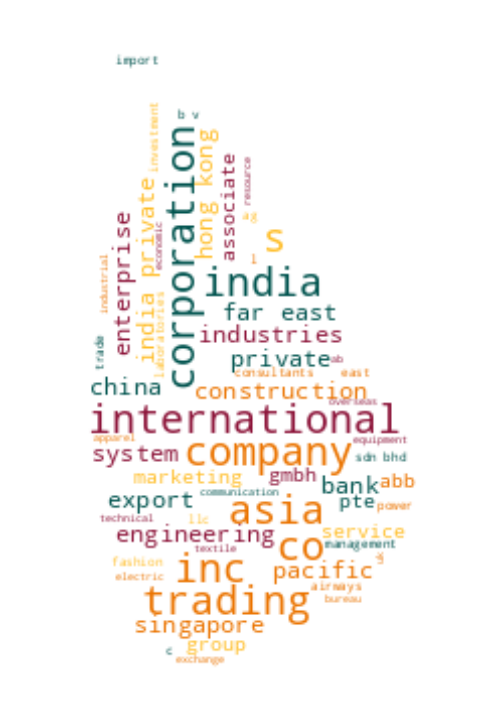 import
b v
investment
corporation
hong kong
associate
resource
ag
s
l
enterprise
india private
economic
industrial
laboratories
india
far east
industries
trade
private
ab
consultants
east
china
construction
overseas
international
apparel
equipment
system
company
sdn bhd
marketing
gmbh
bank
abb
communication
export
pte
power
asia
technical
llc
engineering
service
textile
co
management
fashion
inc
pacific
electric
airways
trading
bureau
singapore
group
c
exchange